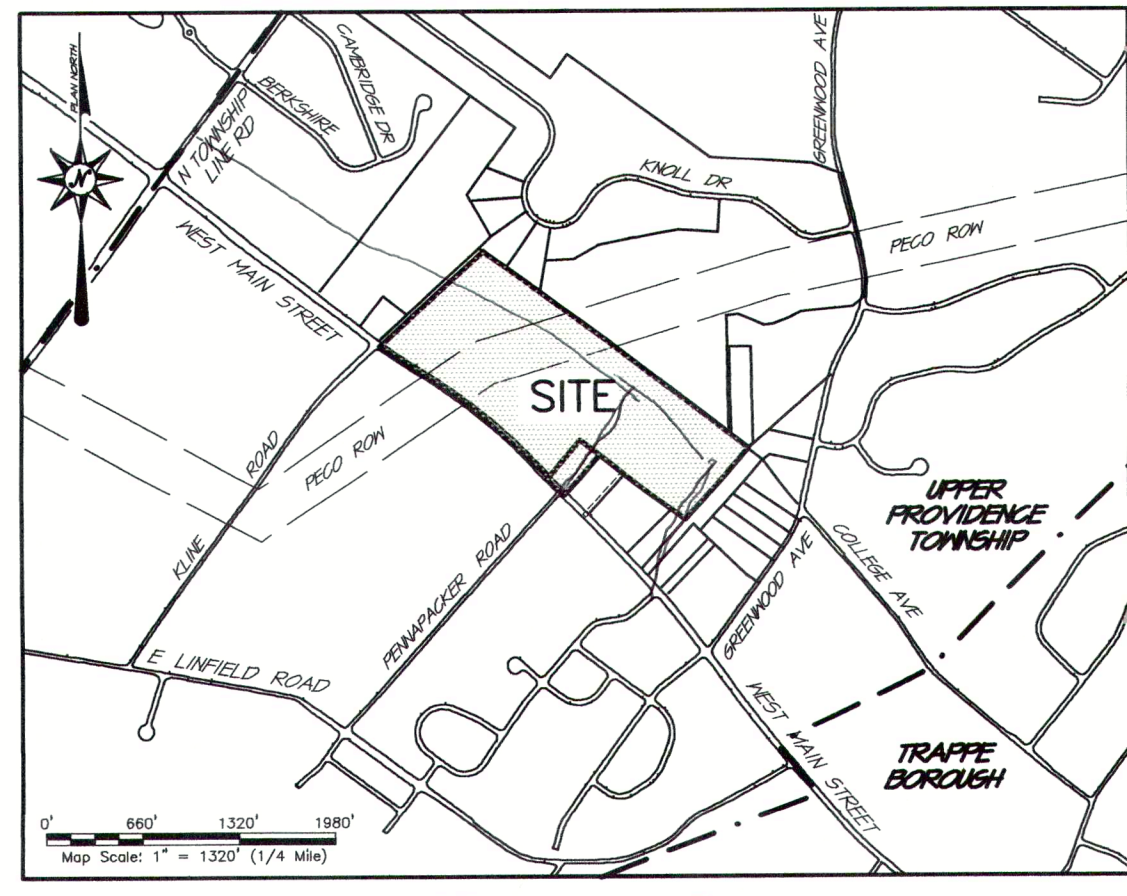 PLAN NORTH
N
CAMBRIDGE DR
BERKSHIRE
N TOWNSHIP
LINE RD
WEST MAIN STREET
GREENWOOD AVE
KNOLL DR
PECO ROW
SITE
PECO ROW
KLINE ROAD
PENNAPACKER ROAD
E LINFIELD ROAD
UPPER
PROVIDENCE
TOWNSHIP
COLLEGE AVE
GREENWOOD AVE
WEST MAIN STREET
TRAPPE
BOROUGH
0' 660' 1320' 1980'
Map Scale: 1" = 1320' (1/4 Mile)